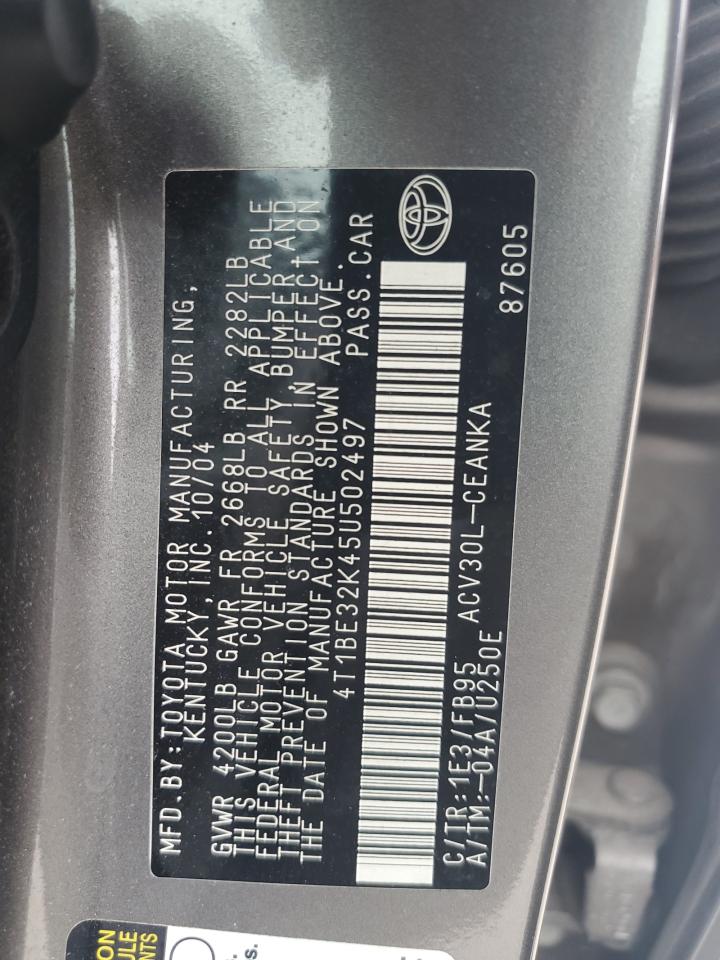 MFD.BY:TOYOTA MOTOR MANUFACTURING,
KENTUCKY,INC. 10/04
GVWR 4200LB GAWR FR 2668LB RR 2282LB
THIS VEHICLE CONFORMS TO ALL APPLICABLE
FEDERAL MOTOR VEHICLE SAFETY,BUMPER AND
THEFT PREVENTION STANDARDS IN EFFECT ON
THE DATE OF MANUFACTURE SHOWN ABOVE.
4T1BE32K45U502497 PASS.CAR
C/TR:1E3/FB95 ACV30L-CEANKA
A/TM:-04A/U250E 87605